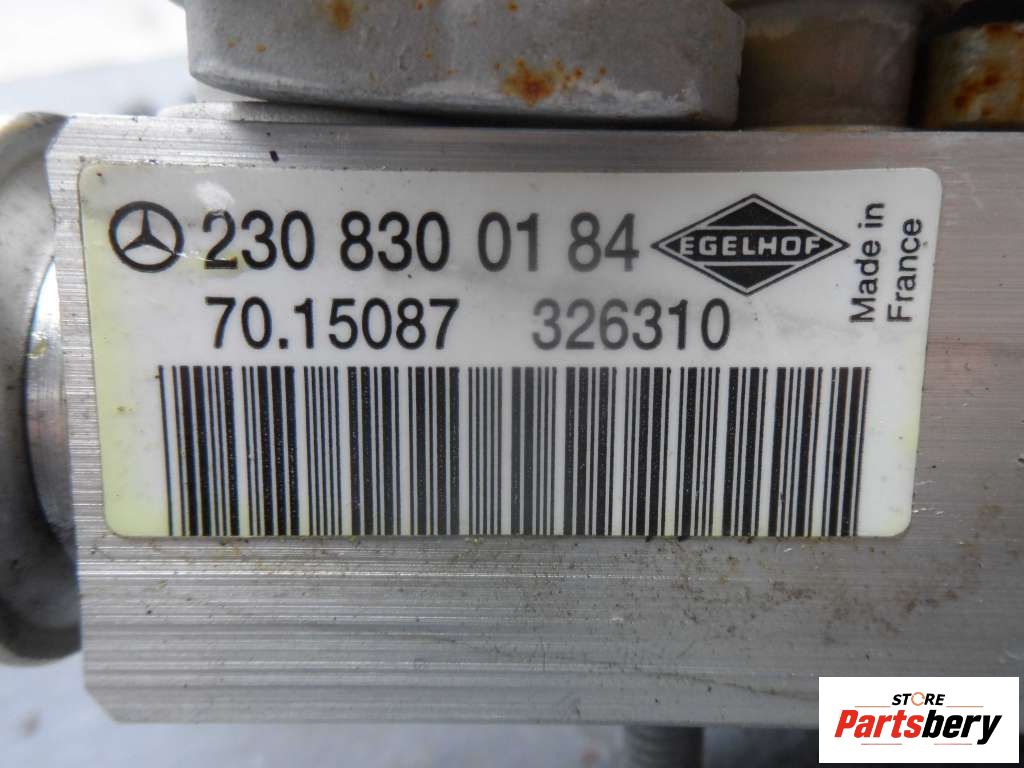 230 830 01 84
EGELHOF
Made in
France
70.15087 326310
STORE
Partsbery